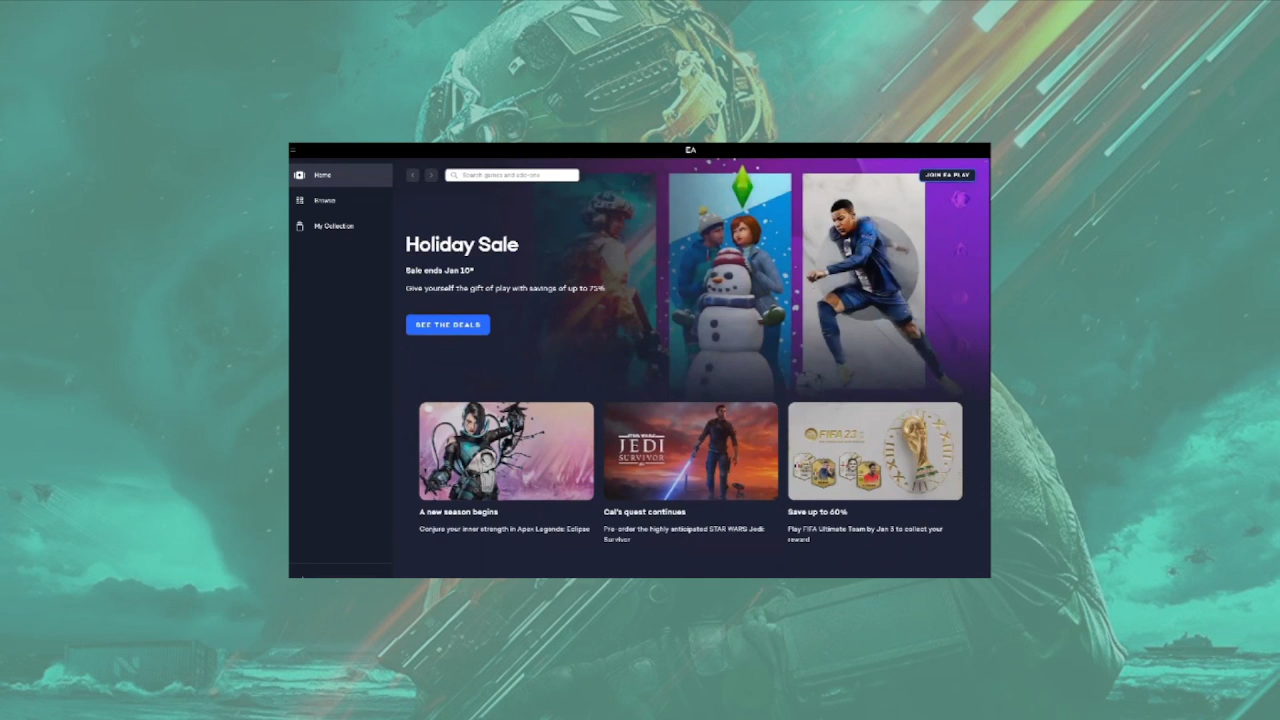 EA
Home
Browse
My Collection
Search games and add-ons
JOIN EA PLAY
Holiday Sale
Sale ends Jan 10*
Give yourself the gift of play with savings of up to 75%
SEE THE DEALS
STAR WARS
JEDI
SURVIVOR
FIFA 23
A new season begins
Conjure your inner strength in Apex Legends: Eclipse
Cal's quest continues
Pre-order the highly anticipated STAR WARS Jedi:
Survivor
Save up to 60%
Play FIFA Ultimate Team by Jan 3 to collect your
reward